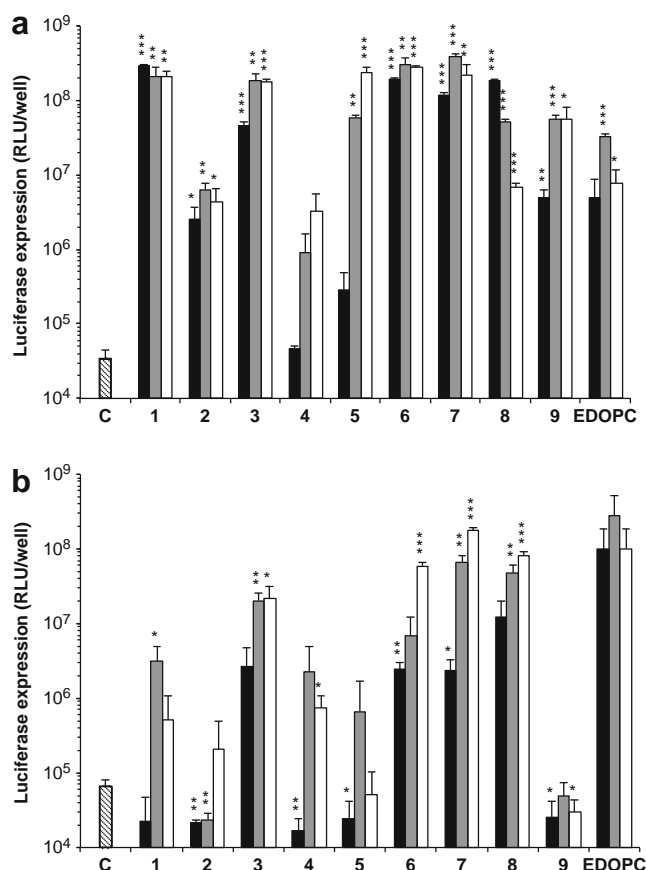 a
Luciferase expression (RLU/well)
10⁹
10⁸
10⁷
10⁶
10⁵
10⁴
*** ** ** * ** * *** ** *** ** *** *** ** *** *** *** ** *** *** *** ** *** * *** *
C 1 2 3 4 5 6 7 8 9 EDOPC
b
Luciferase expression (RLU/well)
10⁹
10⁸
10⁷
10⁶
10⁵
10⁴
* ** ** ** * ** * * ** *** * ** *** ** *** * *
C 1 2 3 4 5 6 7 8 9 EDOPC